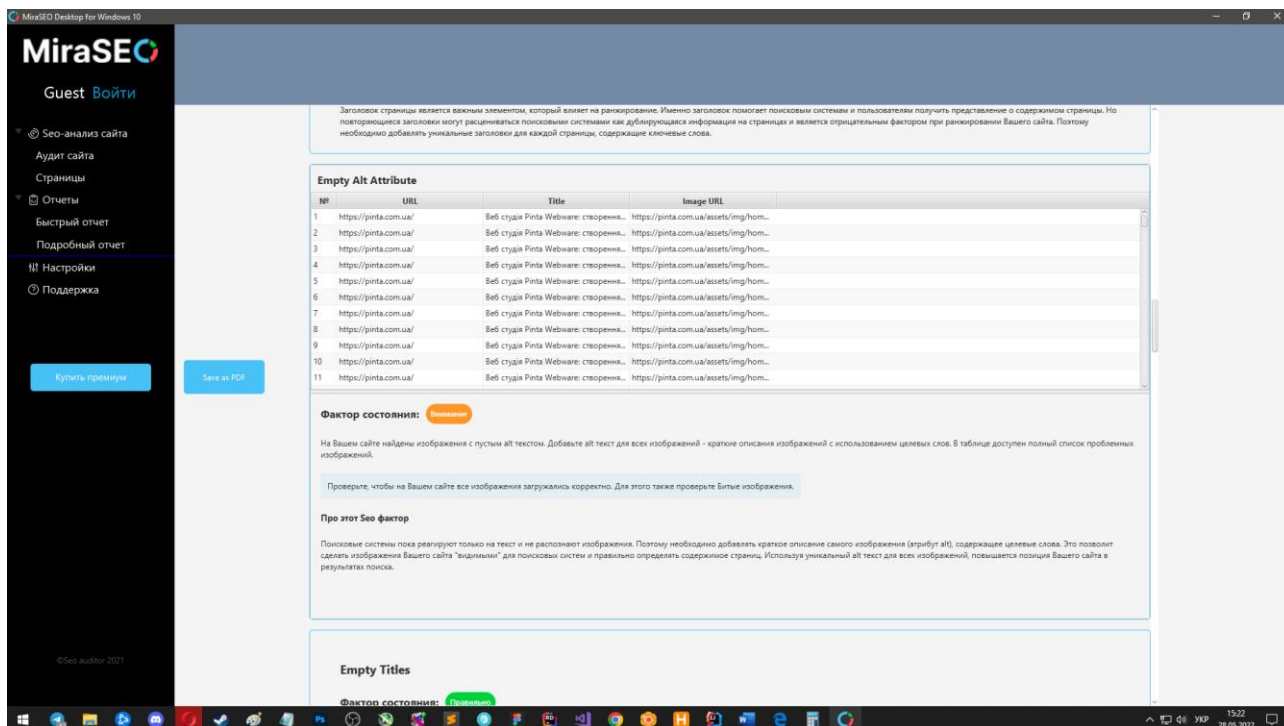 MiraSEO Desktop for Windows 10
MiraSEO
Guest Войти
Seo-анализ сайта
Аудит сайта
Страницы
Отчеты
Быстрый отчет
Подробный отчет
Настройки
Поддержка
Купить премиум
©Seo auditor 2021
Save as PDF
Заголовок страницы является важным элементом, который влияет на ранжирование. Именно заголовок помогает поисковым системам и пользователям получить представление о содержимом страницы. Но
повторяющиеся заголовки могут расцениваться поисковыми системами как дублирующаяся информация на страницах и является отрицательным фактором при ранжировании Вашего сайта. Поэтому
необходимо добавлять уникальные заголовки для каждой страницы, содержащие ключевые слова.
Empty Alt Attribute
№ URL Title Image URL
1 https://pinta.com.ua/ Веб студія Pinta Webware: створення... https://pinta.com.ua/assets/img/hom...
2 https://pinta.com.ua/ Веб студія Pinta Webware: створення... https://pinta.com.ua/assets/img/hom...
3 https://pinta.com.ua/ Веб студія Pinta Webware: створення... https://pinta.com.ua/assets/img/hom...
4 https://pinta.com.ua/ Веб студія Pinta Webware: створення... https://pinta.com.ua/assets/img/hom...
5 https://pinta.com.ua/ Веб студія Pinta Webware: створення... https://pinta.com.ua/assets/img/hom...
6 https://pinta.com.ua/ Веб студія Pinta Webware: створення... https://pinta.com.ua/assets/img/hom...
7 https://pinta.com.ua/ Веб студія Pinta Webware: створення... https://pinta.com.ua/assets/img/hom...
8 https://pinta.com.ua/ Веб студія Pinta Webware: створення... https://pinta.com.ua/assets/img/hom...
9 https://pinta.com.ua/ Веб студія Pinta Webware: створення... https://pinta.com.ua/assets/img/hom...
10 https://pinta.com.ua/ Веб студія Pinta Webware: створення... https://pinta.com.ua/assets/img/hom...
11 https://pinta.com.ua/ Веб студія Pinta Webware: створення... https://pinta.com.ua/assets/img/hom...
Фактор состояния: Внимание
На Вашем сайте найдены изображения с пустым alt текстом. Добавьте alt текст для всех изображений - краткие описания изображений с использованием целевых слов. В таблице доступен полный список проблемных
изображений.
Проверьте, чтобы на Вашем сайте все изображения загружались корректно. Для этого также проверьте Битые изображения.
Про этот Seo фактор
Поисковые системы пока реагируют только на текст и не распознают изображения. Поэтому необходимо добавлять краткое описание самого изображения (атрибут alt), содержащее целевые слова. Это позволит
сделать изображения Вашего сайта "видимыми" для поисковых систем и правильно определять содержимое страниц. Используя уникальный alt текст для всех изображений, повышается позиция Вашего сайта в
результатах поиска.
Empty Titles
Фактор состояния: Правильно
УКР
15:22
28.05.2022